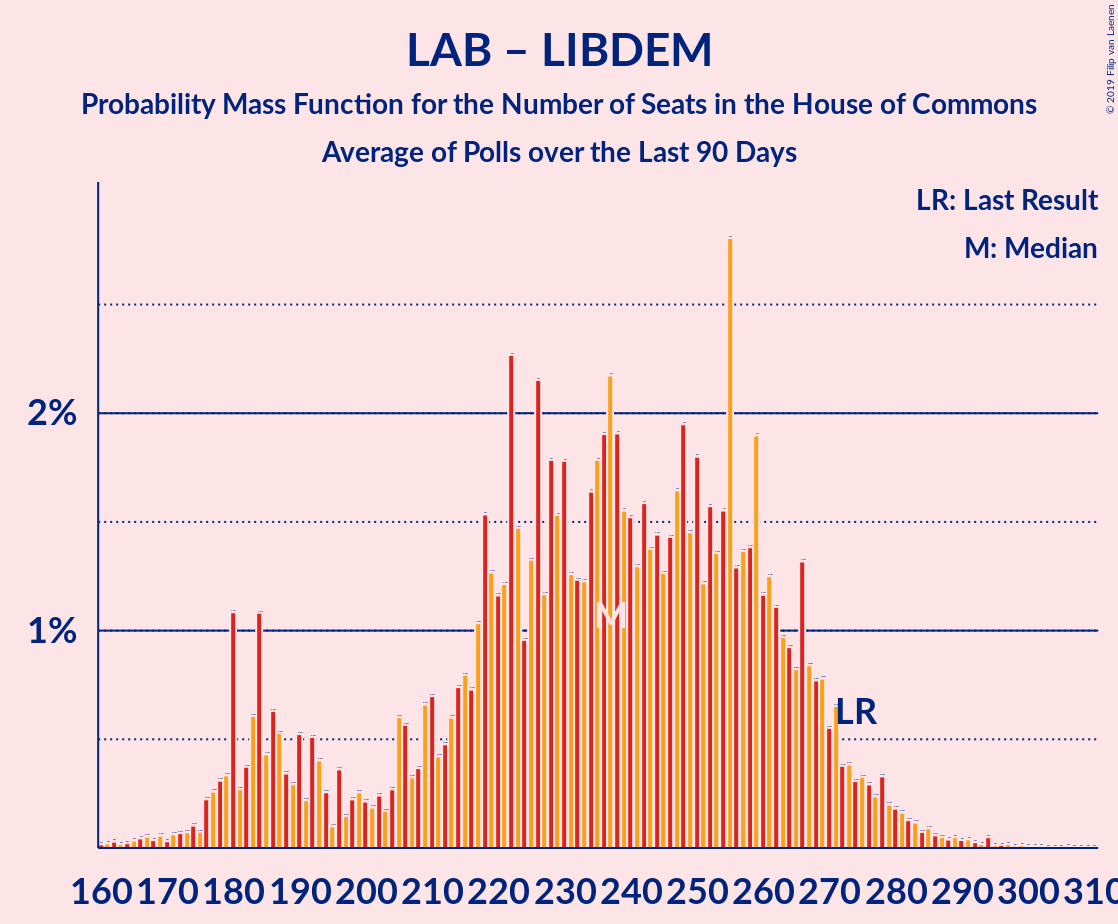 LAB – LIBDEM
Probability Mass Function for the Number of Seats in the House of Commons
Average of Polls over the Last 90 Days
© 2019 Filip van Laenen
LR: Last Result
M: Median
2%
1%
M
LR
160 170 180 190 200 210 220 230 240 250 260 270 280 290 300 310